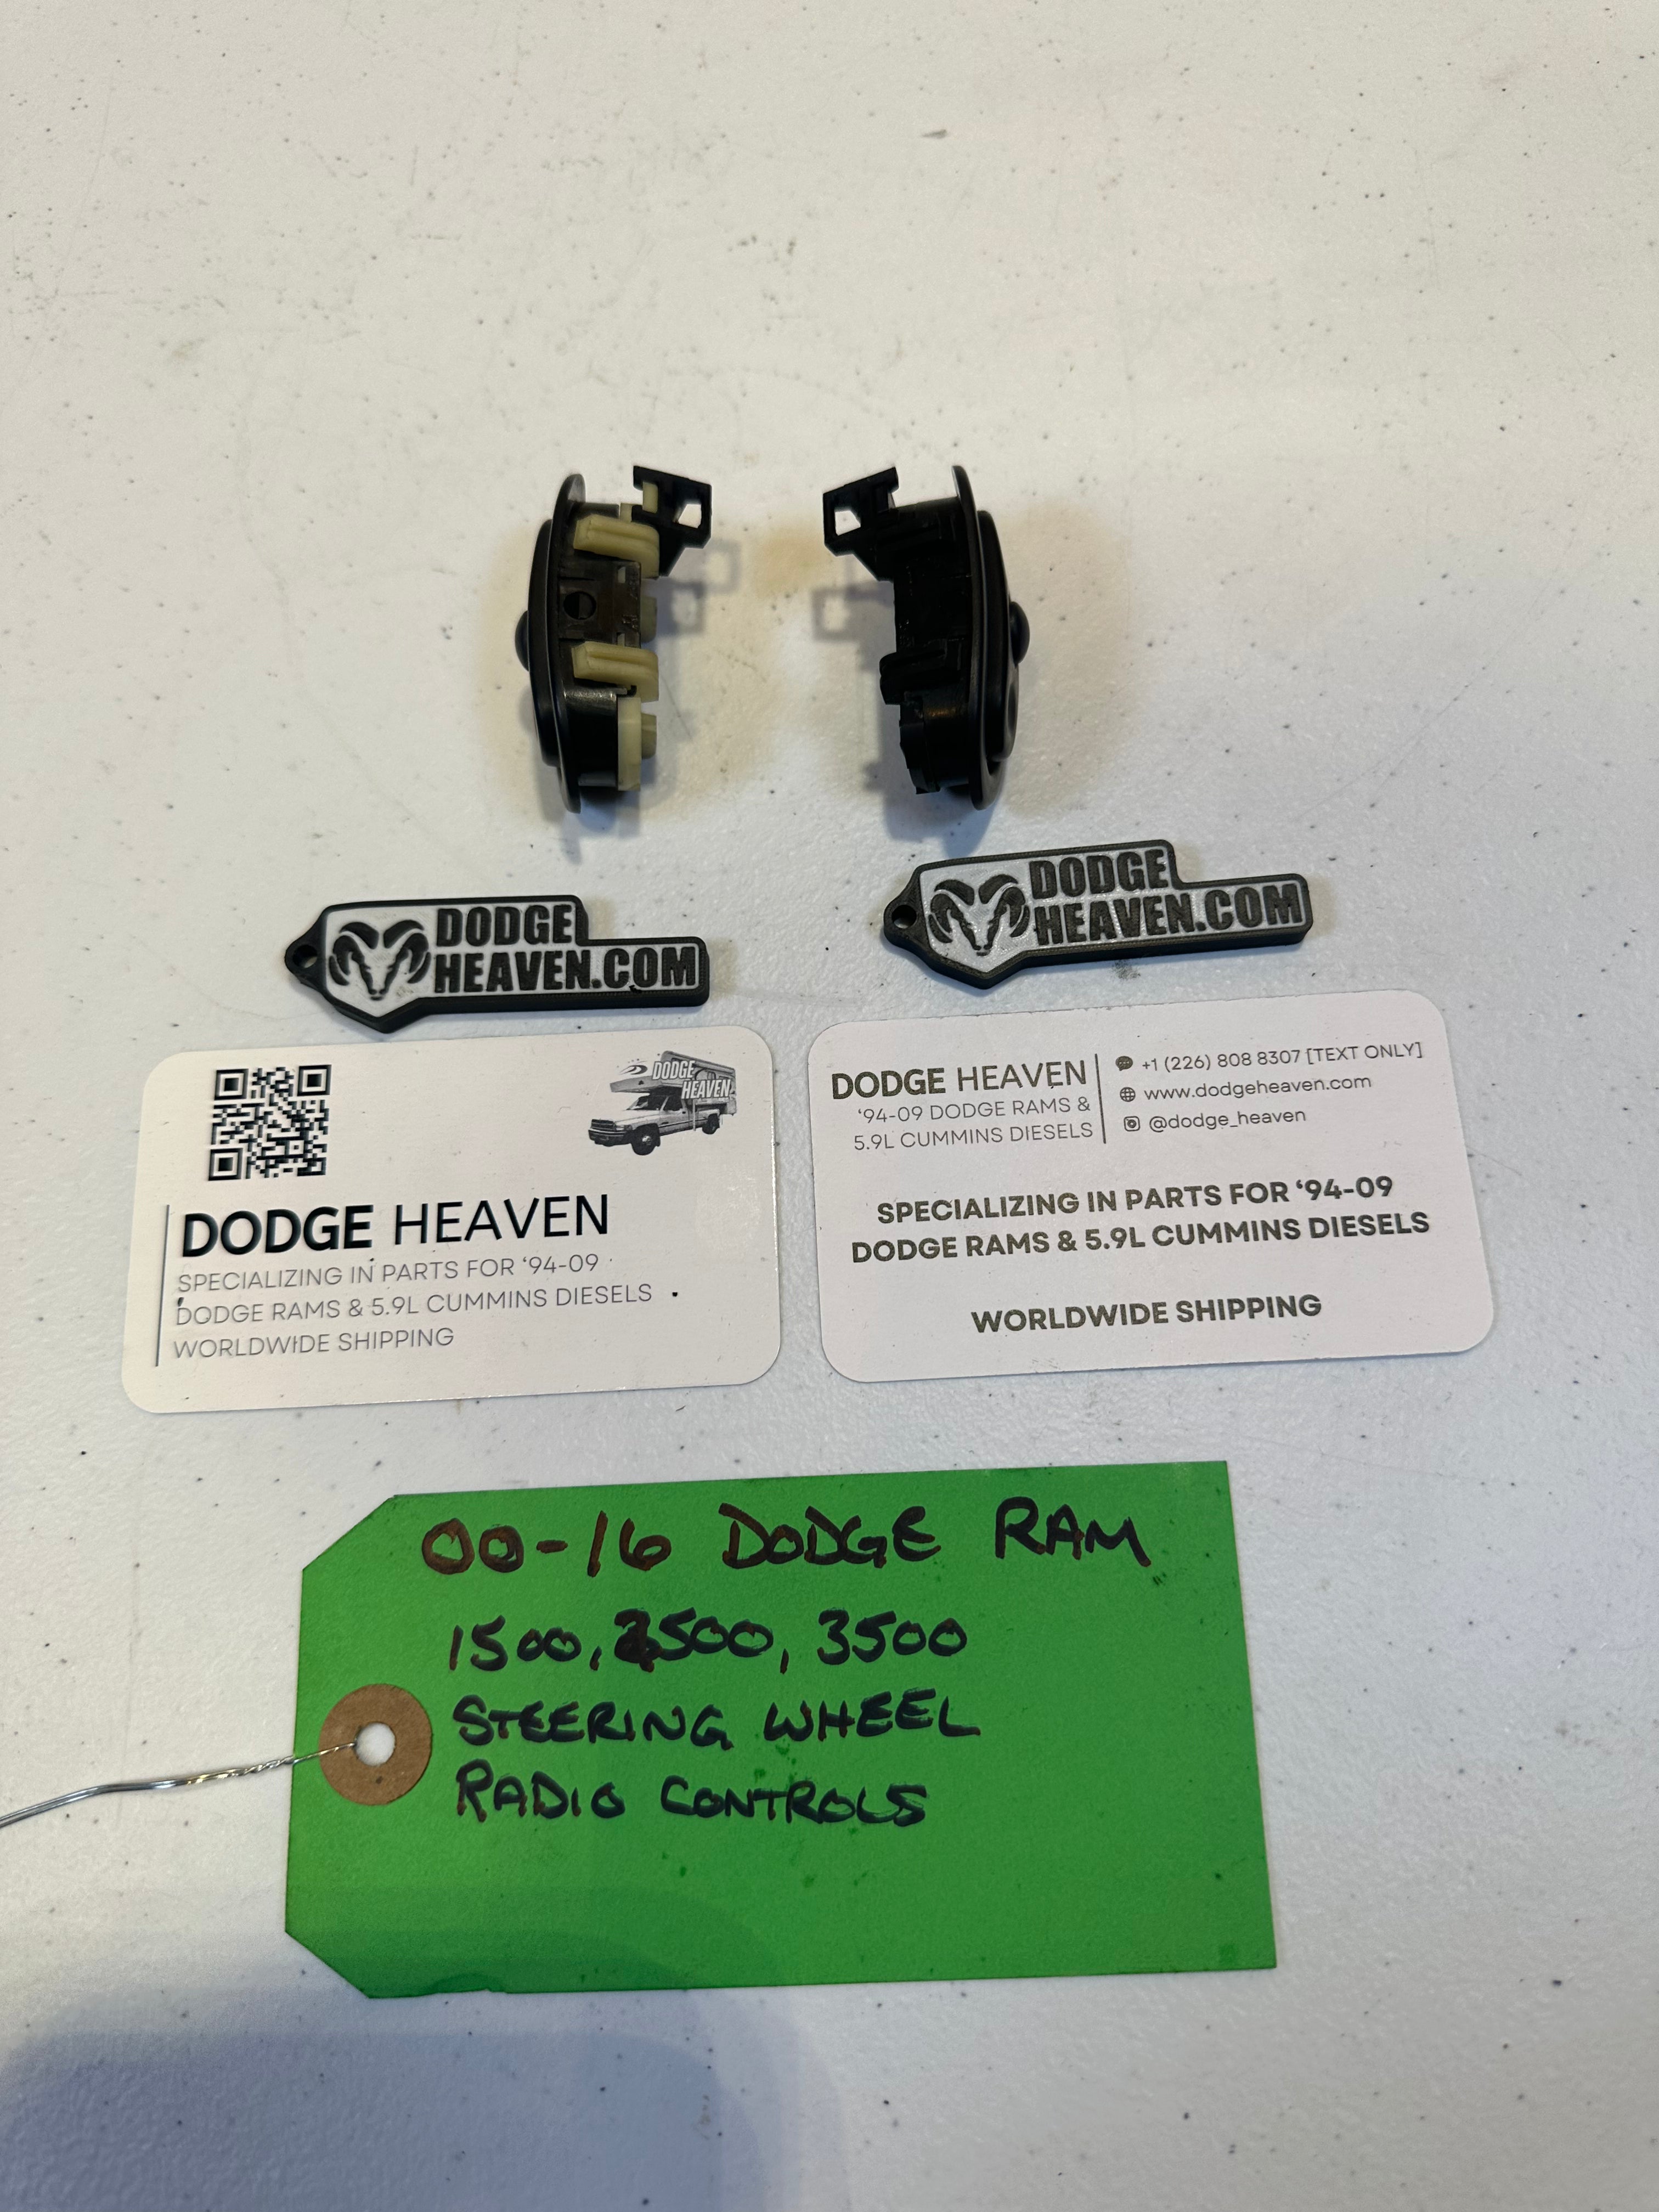 DODGE
HEAVEN.COM
DODGE
HEAVEN.COM
DODGE
HEAVEN
DODGE HEAVEN
SPECIALIZING IN PARTS FOR ‘94-09
DODGE RAMS & 5.9L CUMMINS DIESELS
WORLDWIDE SHIPPING
DODGE HEAVEN
‘94-09 DODGE RAMS &
5.9L CUMMINS DIESELS
+1 (226) 808 8307 [TEXT ONLY]
www.dodgeheaven.com
@dodge_heaven
SPECIALIZING IN PARTS FOR ‘94-09
DODGE RAMS & 5.9L CUMMINS DIESELS
WORLDWIDE SHIPPING
00-16 DODGE RAM
1500, 2500, 3500
STEERING WHEEL
RADIO CONTROLS